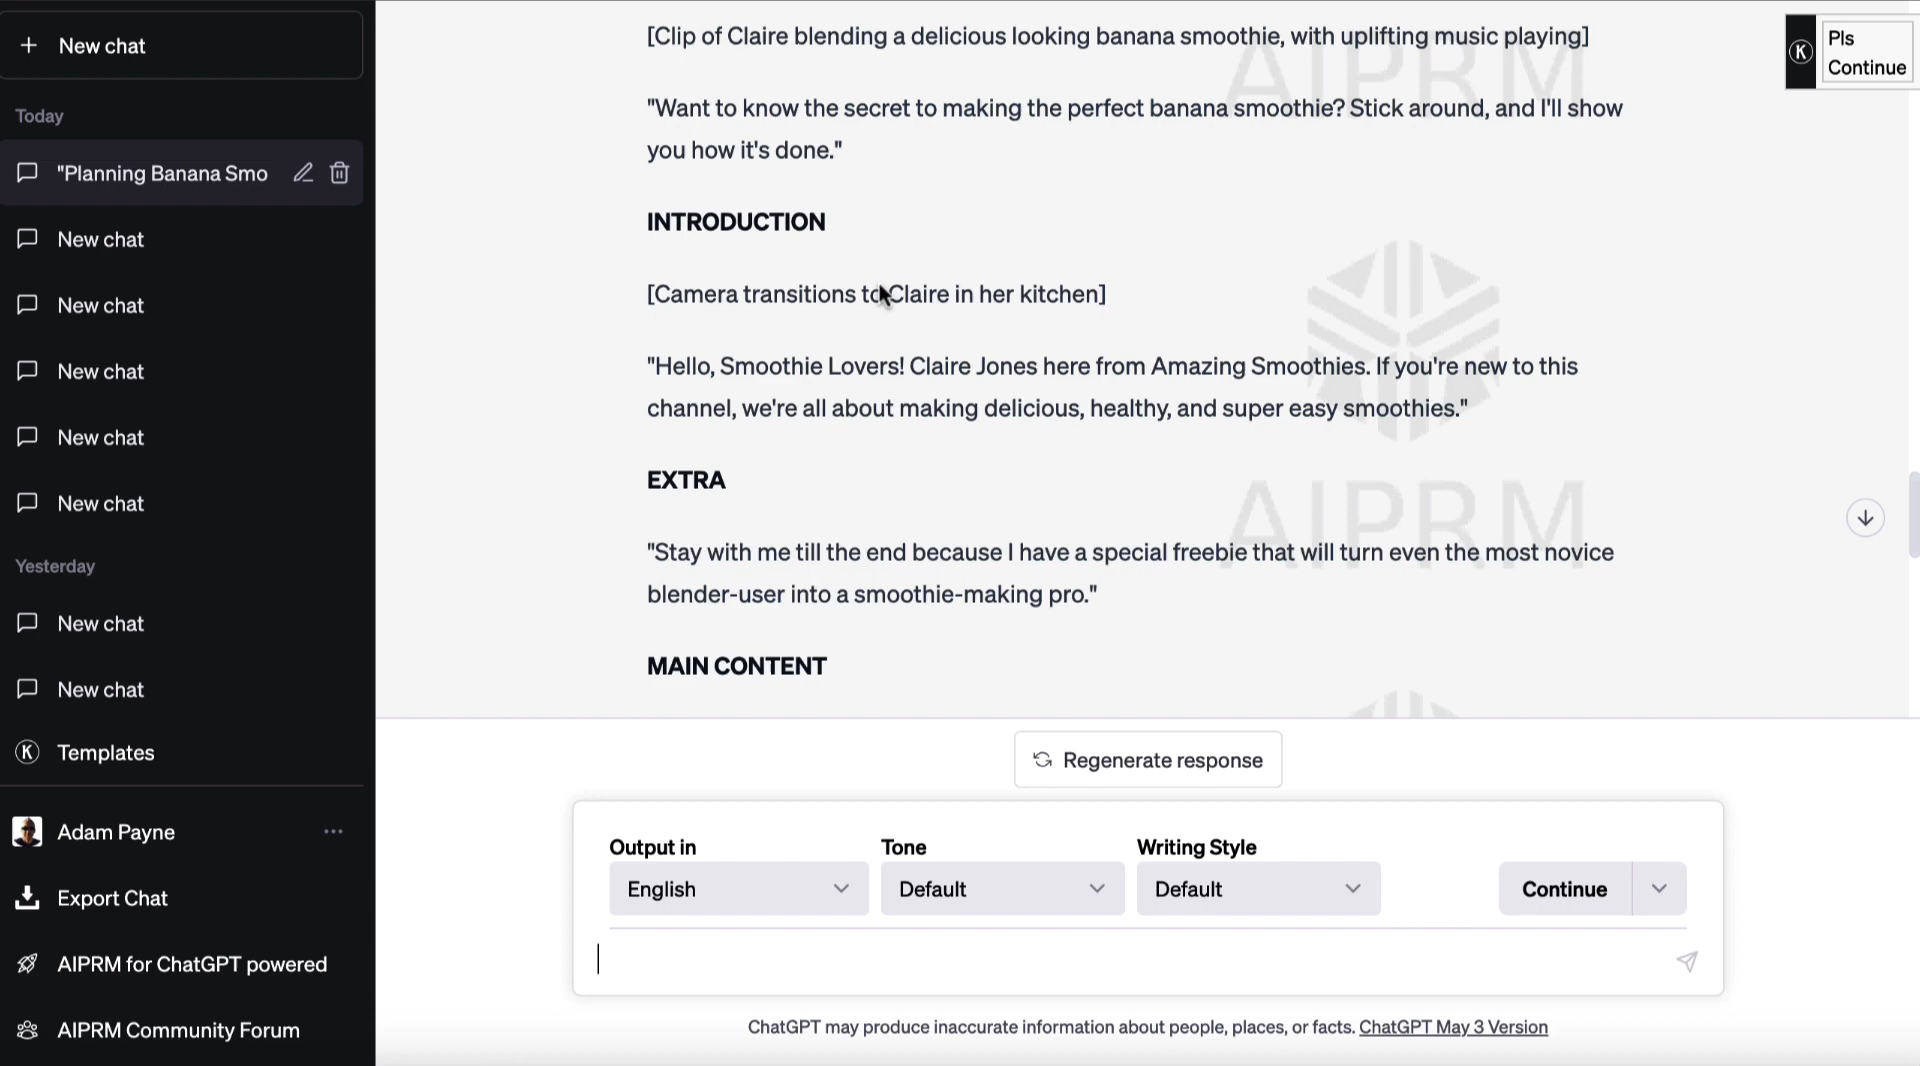 New chat
Today
"Planning Banana Smo
New chat
New chat
New chat
New chat
New chat
Yesterday
New chat
New chat
K Templates
Adam Payne
Export Chat
AIPRM for ChatGPT powered
AIPRM Community Forum
[Clip of Claire blending a delicious looking banana smoothie, with uplifting music playing]
"Want to know the secret to making the perfect banana smoothie? Stick around, and I'll show
you how it's done."
INTRODUCTION
[Camera transitions to Claire in her kitchen]
"Hello, Smoothie Lovers! Claire Jones here from Amazing Smoothies. If you're new to this
channel, we're all about making delicious, healthy, and super easy smoothies."
EXTRA
"Stay with me till the end because I have a special freebie that will turn even the most novice
blender-user into a smoothie-making pro."
MAIN CONTENT
AIPRM
AIPRM
K Pls
Continue
Regenerate response
Output in Tone Writing Style
English Default Default Continue
ChatGPT may produce inaccurate information about people, places, or facts. ChatGPT May 3 Version